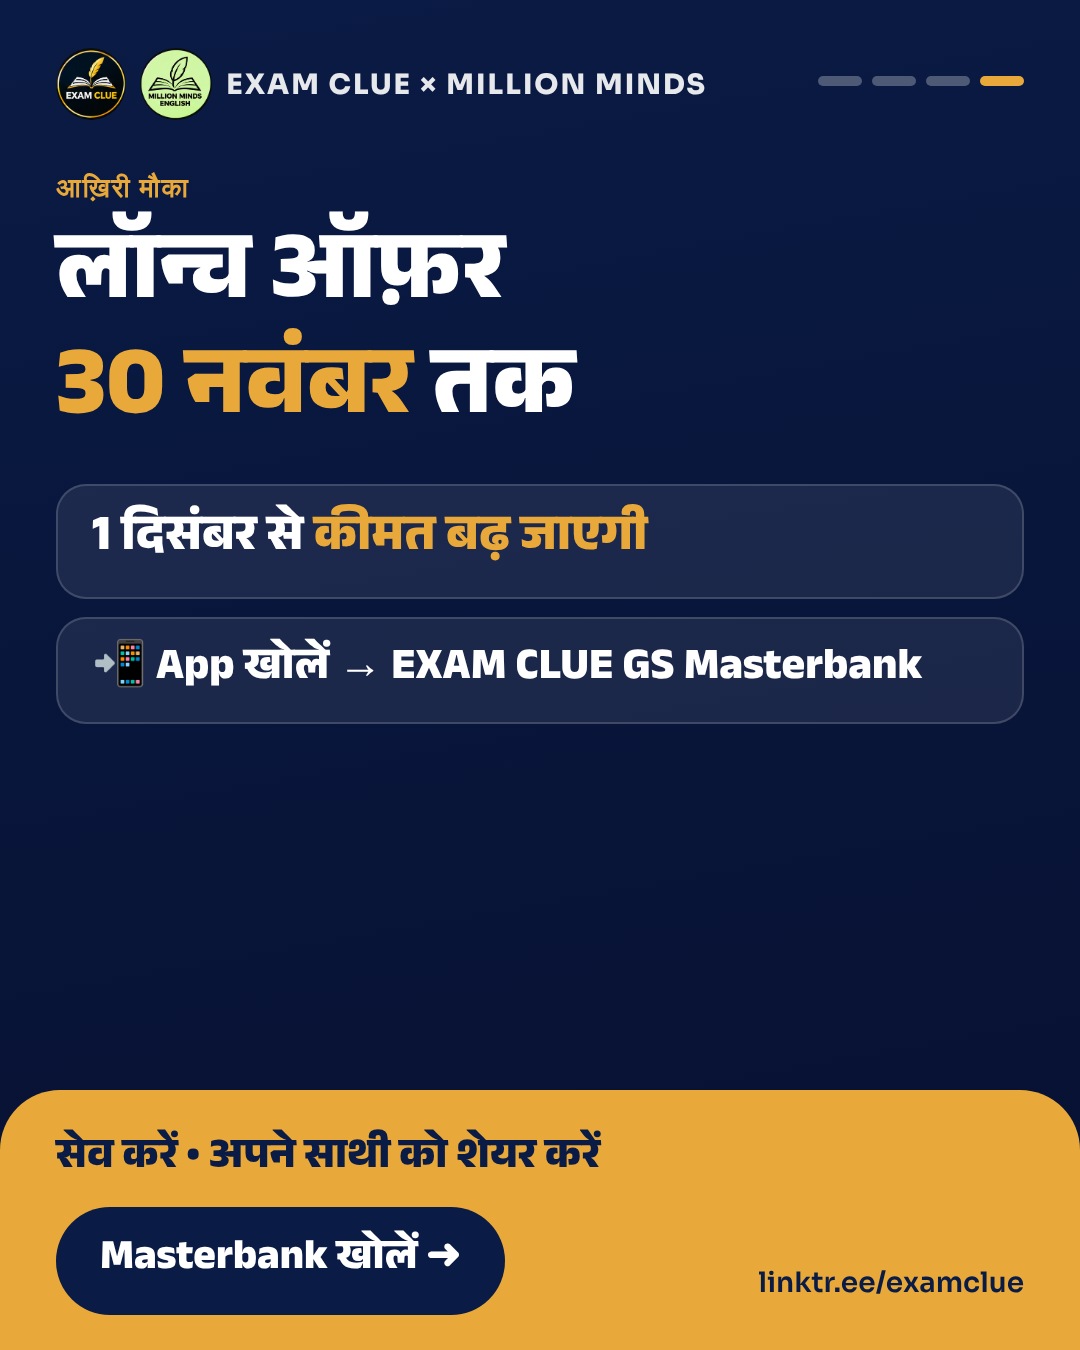 EXAM CLUE
MILLION MINDS
ENGLISH
EXAM CLUE × MILLION MINDS
आख़िरी मौका
लॉन्च ऑफ़र
30 नवंबर तक
1 दिसंबर से कीमत बढ़ जाएगी
📲 App खोलें → EXAM CLUE GS Masterbank
सेव करें • अपने साथी को शेयर करें
Masterbank खोलें ➜
linktr.ee/examclue